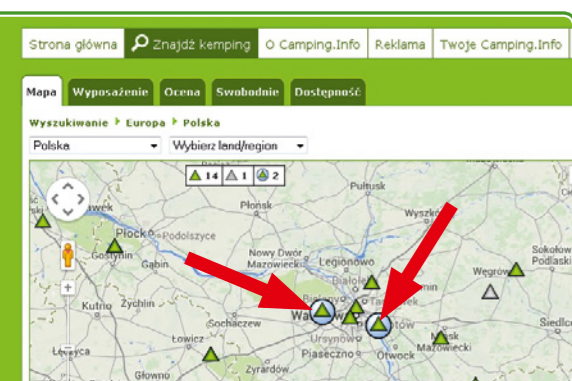 Strona główna Znajdź kemping O Camping.Info Reklama Twoje Camping.Info
Mapa Wyposażenie Ocena Swobodnie Dostępność
Wyszukiwanie Europa Polska
Polska Wybierz land/region
14 1 2
Pułtusk
Płońsk
Płock Podolszyce
Gostynin Gąbin
Nowy Dwór
Mazowiecki
Legionowo
Sokołów
Podlaski
Węgrów
Kutno Żychlin
Sochaczew
Łowicz
Ursynów
Piaseczno Otwock
Mazowiecki
Siedlce
Łęczyca
Głowno
Żyrardów